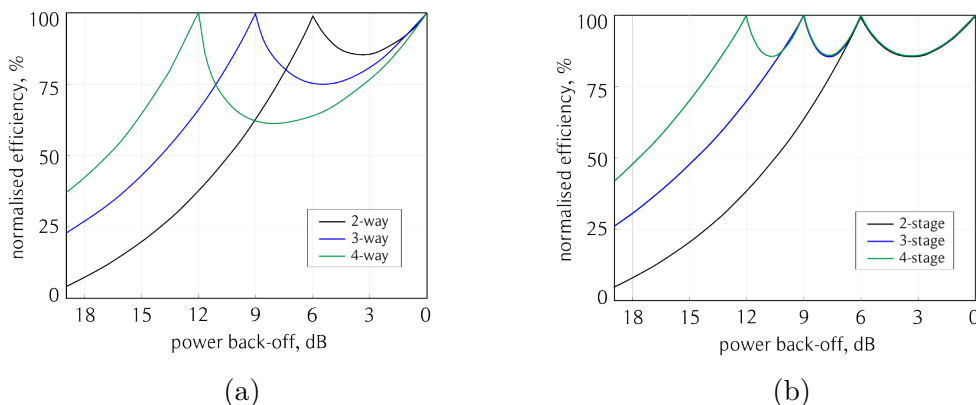 100
75
50
25
0
normalised efficiency, %
2-way
3-way
4-way
18 15 12 9 6 3 0
power back-off, dB
(a)
100
75
50
25
0
normalised efficiency, %
2-stage
3-stage
4-stage
18 15 12 9 6 3 0
power back-off, dB
(b)